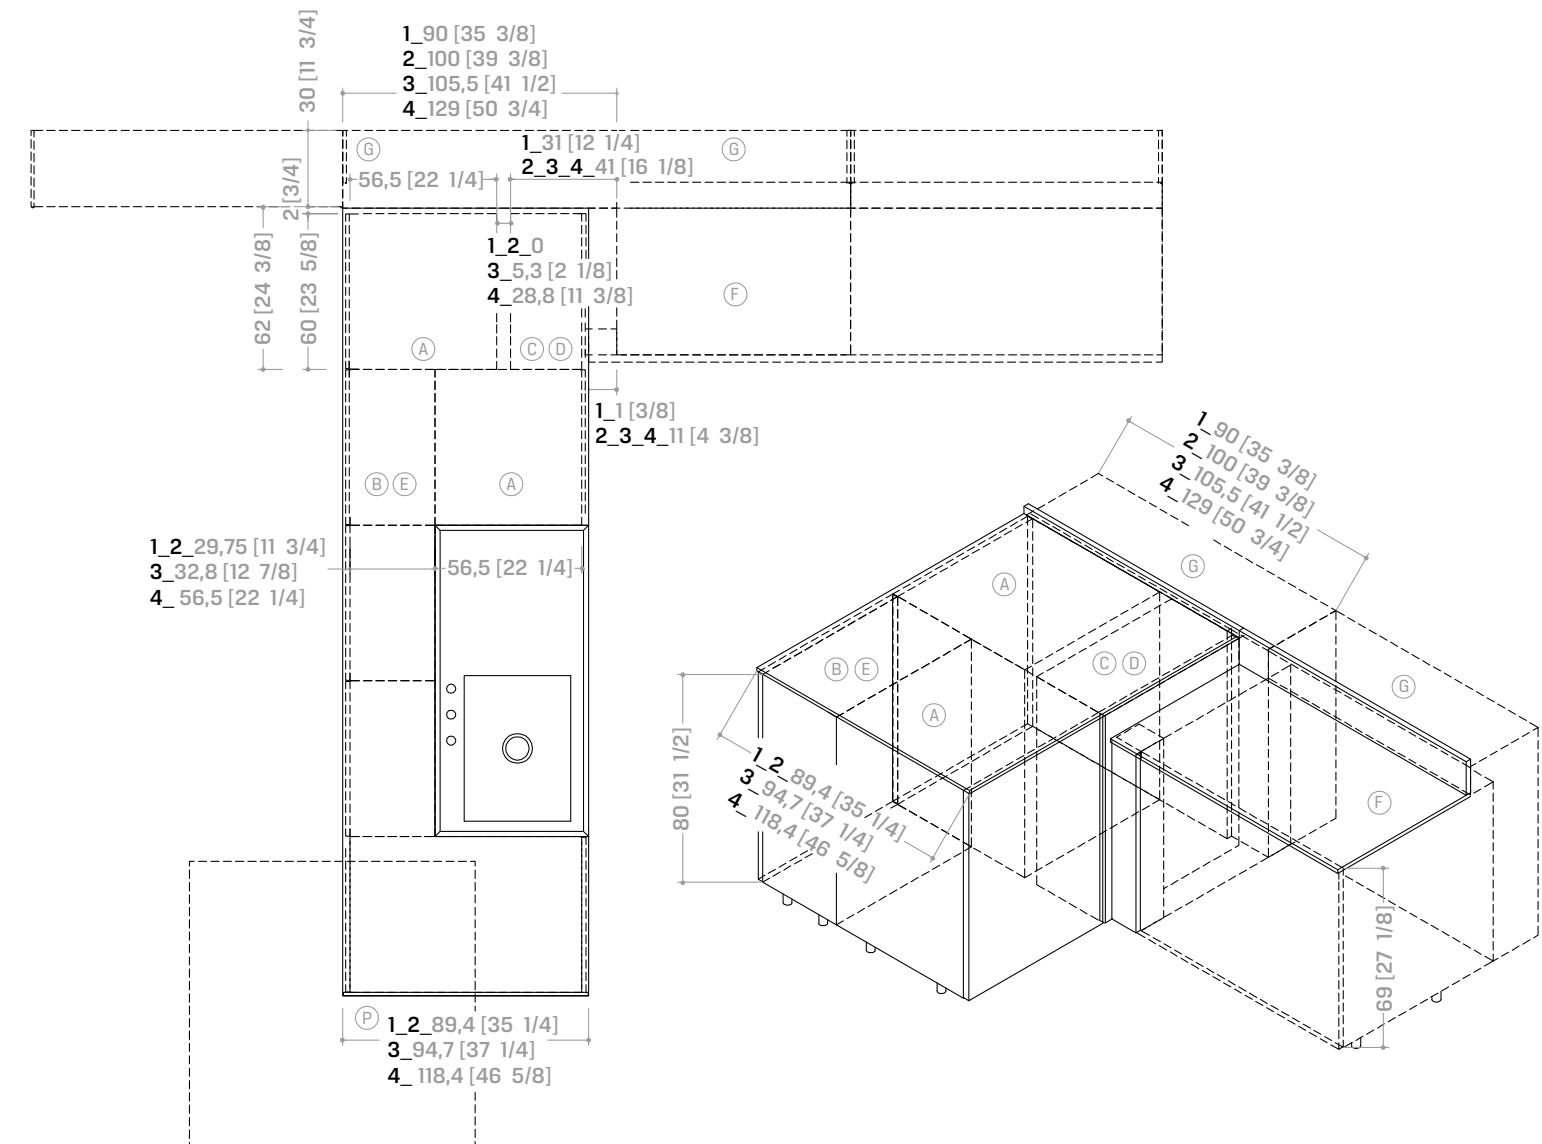 30 [11 3/4]
1_90 [35 3/8]
2_100 [39 3/8]
3_105,5 [41 1/2]
4_129 [50 3/4]
G
1_31 [12 1/4]
2_3_4_41 [16 1/8]
G
56,5 [22 1/4]
2 [3/4]
62 [24 3/8]
60 [23 5/8]
1_2_0
3_5,3 [2 1/8]
4_28,8 [11 3/8]
F
A
C D
1_1 [3/8]
2_3_4_11 [4 3/8]
B E
A
1_2_29,75 [11 3/4]
3_32,8 [12 7/8]
4_ 56,5 [22 1/4]
56,5 [22 1/4]
P
1_2_89,4 [35 1/4]
3_94,7 [37 1/4]
4_ 118,4 [46 5/8]
1_90 [35 3/8]
2_100 [39 3/8]
3_105,5 [41 1/2]
4_129 [50 3/4]
G
A
B E
C D
G
A
F
80 [31 1/2]
1_2_89,4 [35 1/4]
3_94,7 [37 1/4]
4_ 118,4 [46 5/8]
69 [27 1/8]